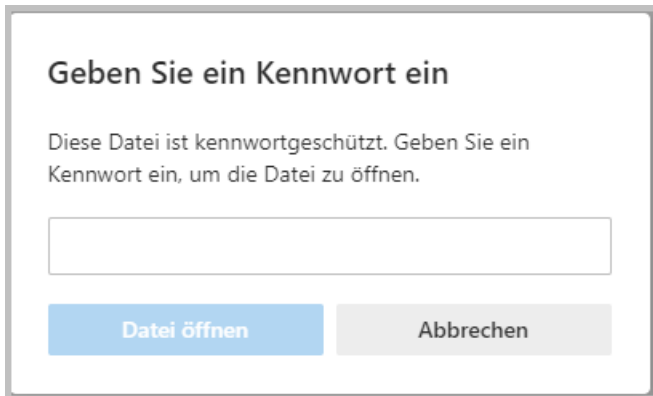 Geben Sie ein Kennwort ein
Diese Datei ist kennwortgeschützt. Geben Sie ein
Kennwort ein, um die Datei zu öffnen.
Datei öffnen
Abbrechen